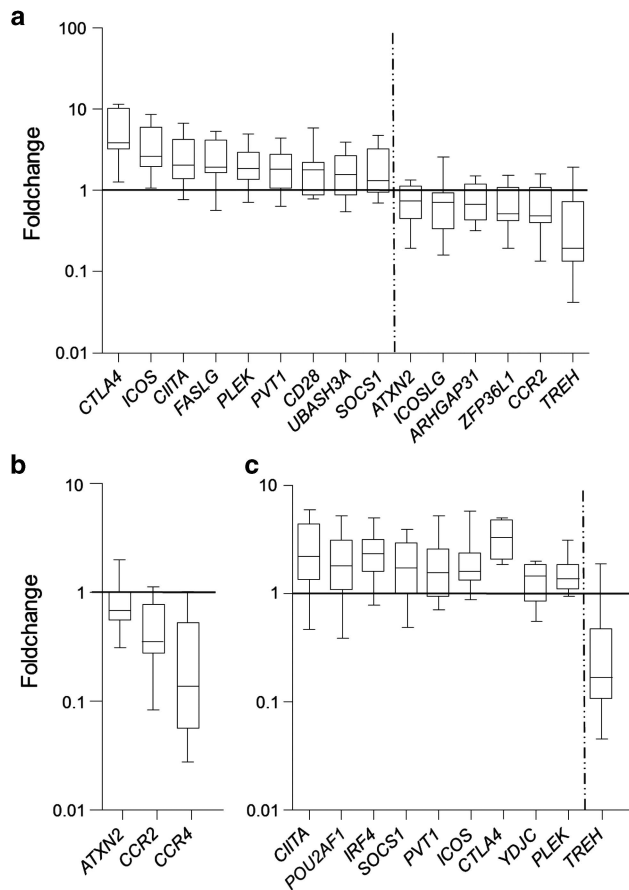 a
100
10
1
0.1
0.01
Foldchange
CTLA4 ICOS CIITA FASLG PLEK PVT1 CD28 UBASH3A SOCS1 ATXN2 ICOSLG ARHGAP31 ZFP36L1 CCR2 TREH
b
10
1
0.1
0.01
Foldchange
ATXN2 CCR2 CCR4
c
10
1
0.1
0.01
CIITA POU2AF1 IRF4 SOCS1 PVT1 ICOS CTLA4 YDJC PLEK TREH